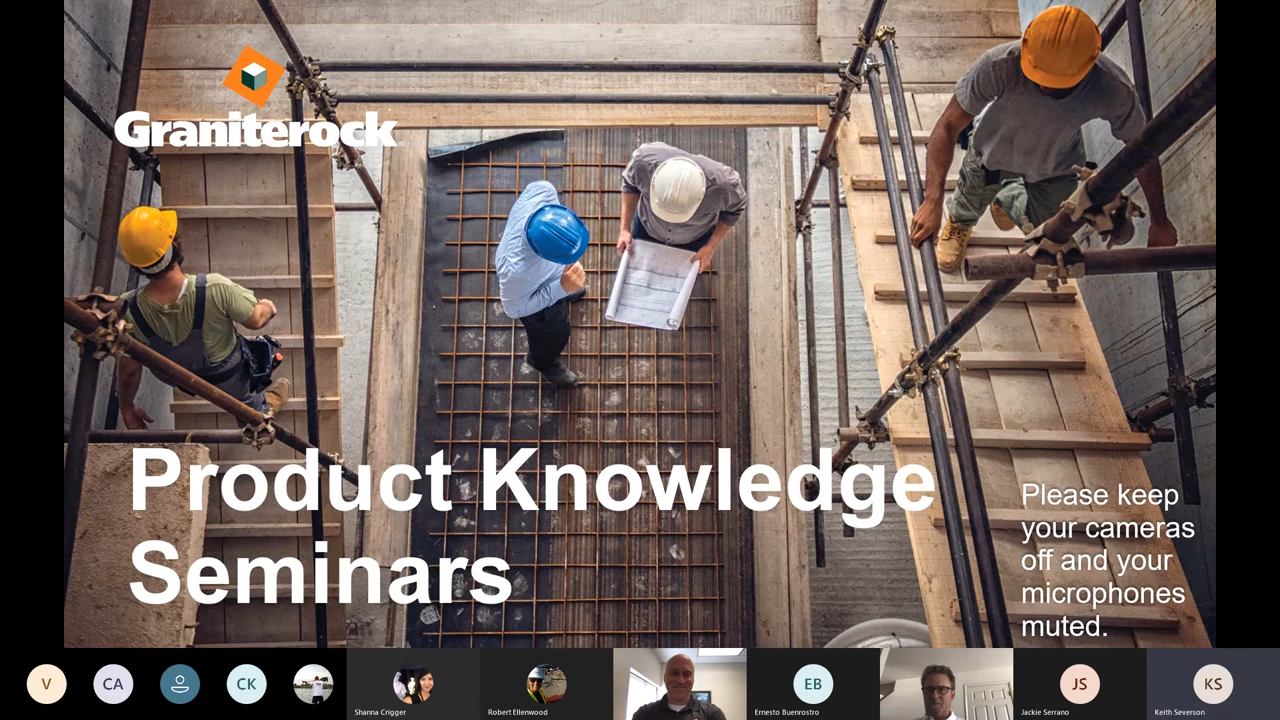 Graniterock
Product Knowledge
Seminars
Please keep
your cameras
off and your
microphones
muted.
V
CA
CK
Shanna Crigger
Robert Ellenwood
EB
Ernesto Buenrostro
JS
Jackie Serrano
KS
Keith Severson